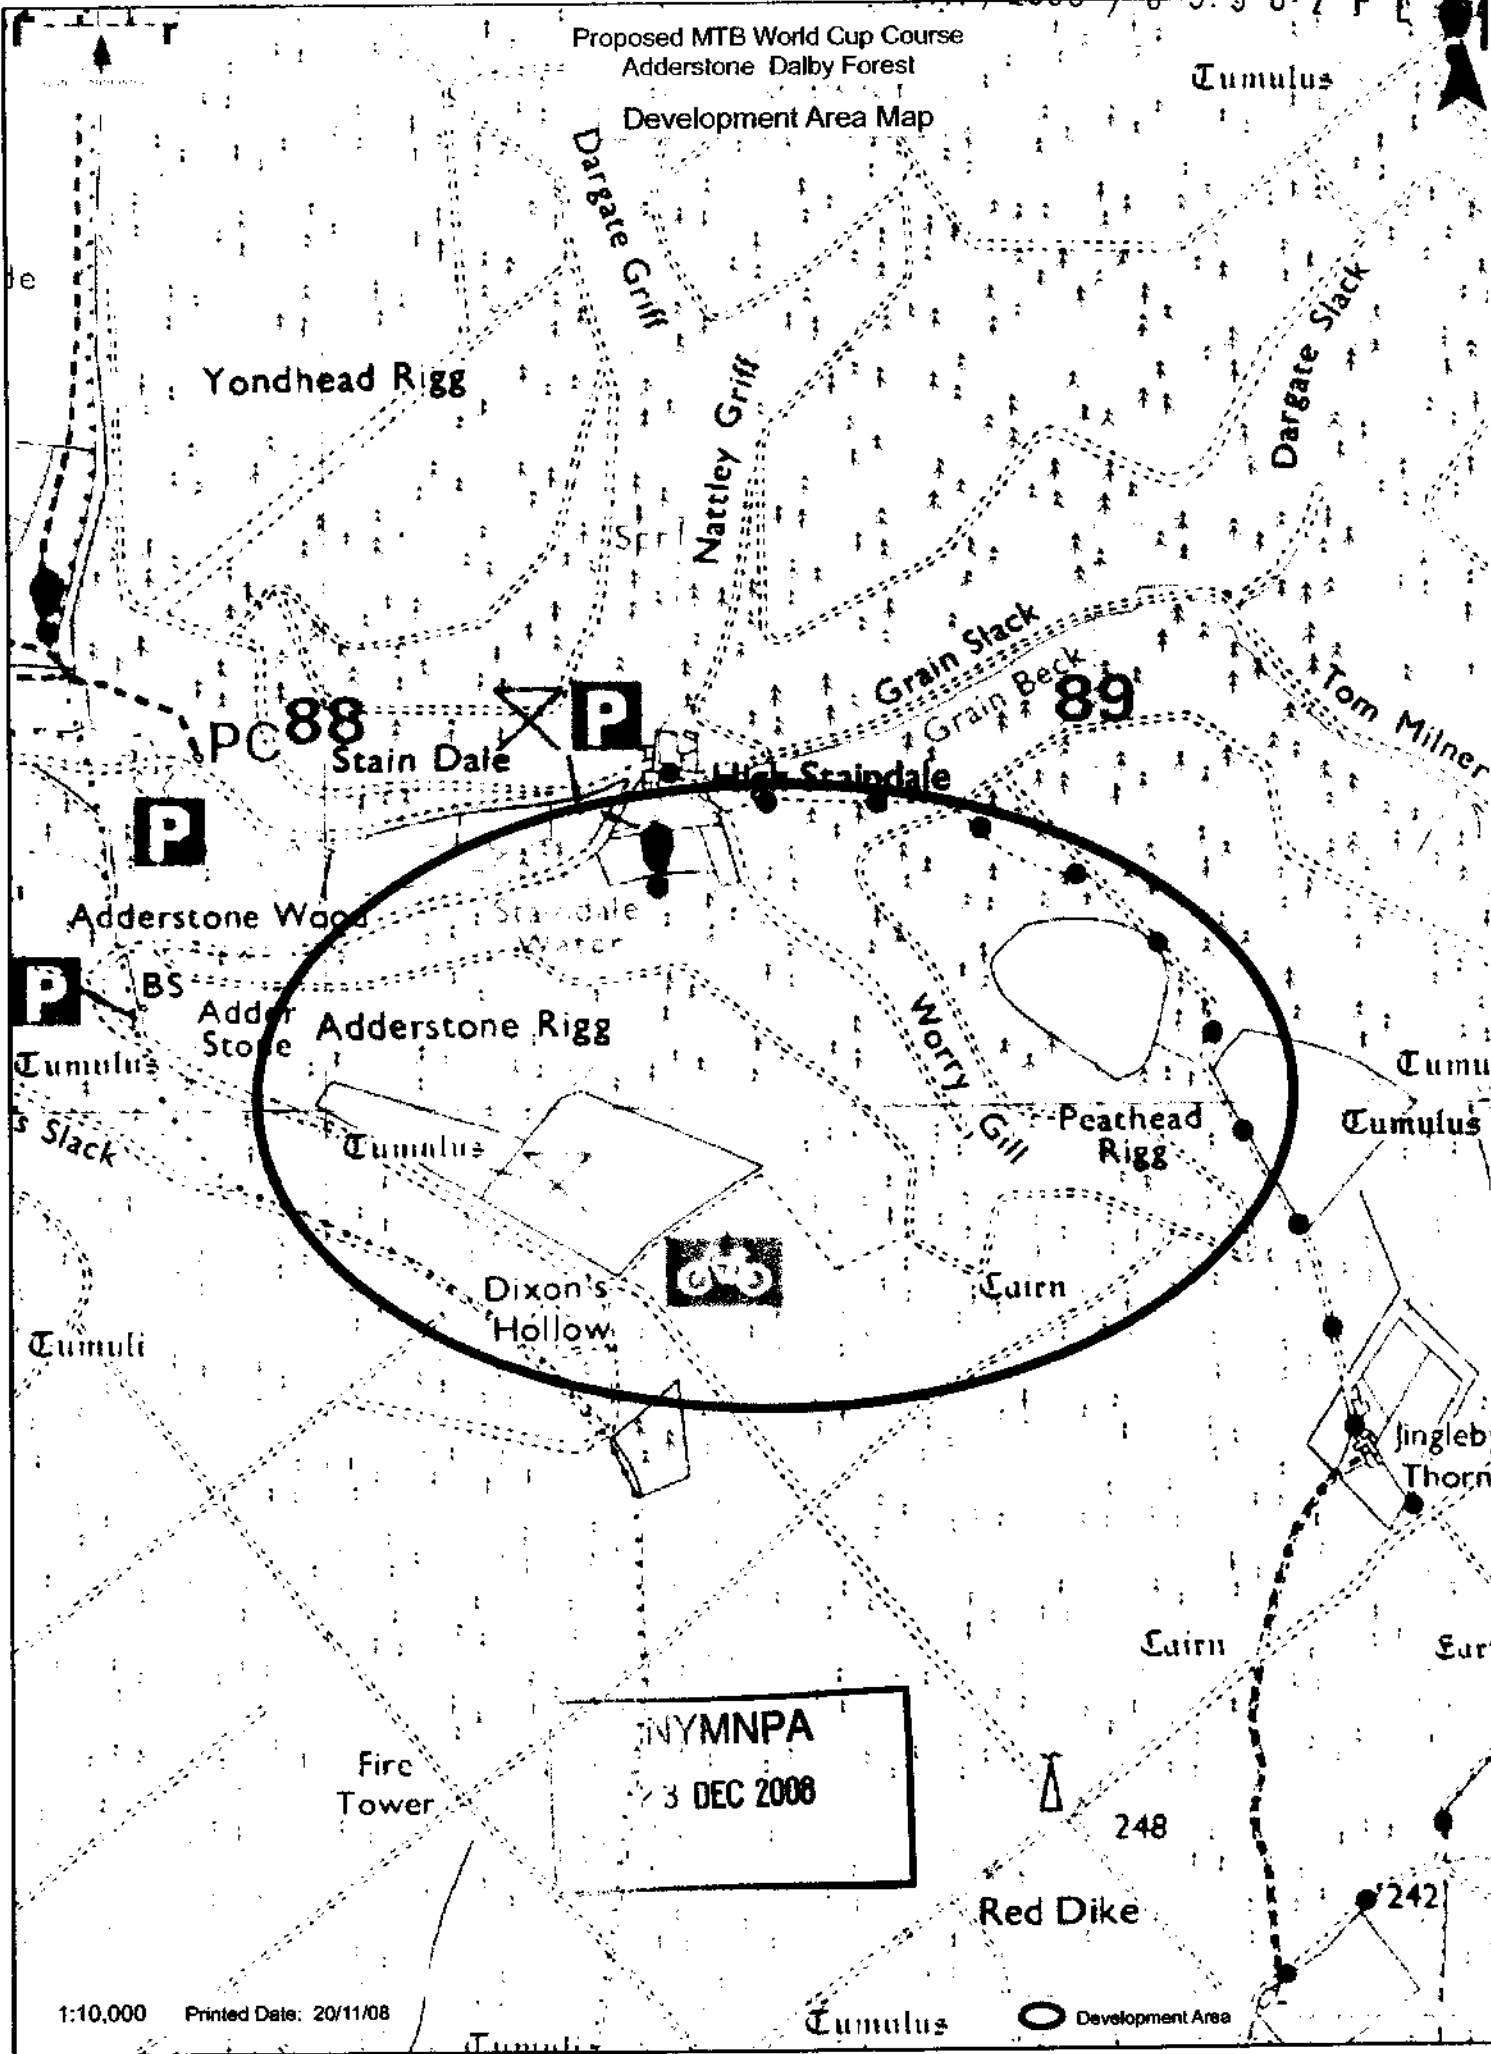 Proposed MTB World Cup Course
Adderstone Dalby Forest
Development Area Map
Tumulus
Dargate Griff
Dargate Slack
Yondhead Rigg
Nattley Griff
Grain Slack
Grain Beck
89
Tom Milner
PC
88
P
Stain Dale
High Staindale
P
Adderstone Wood
Staindale
Water
P
BS
Adder
Stone
Adderstone Rigg
Worry Gill
Tumulus
Tumu
s Slack
Tumulus
Peathead
Rigg
Tumulus
Dixon's
Hollow
Cairn
Tumuli
Jingleb
Thorn
Cairn
Ear
NYMNPA
3 DEC 2008
Fire
Tower
248
Red Dike
242
1:10,000
Printed Date: 20/11/08
Tumulus
Development Area